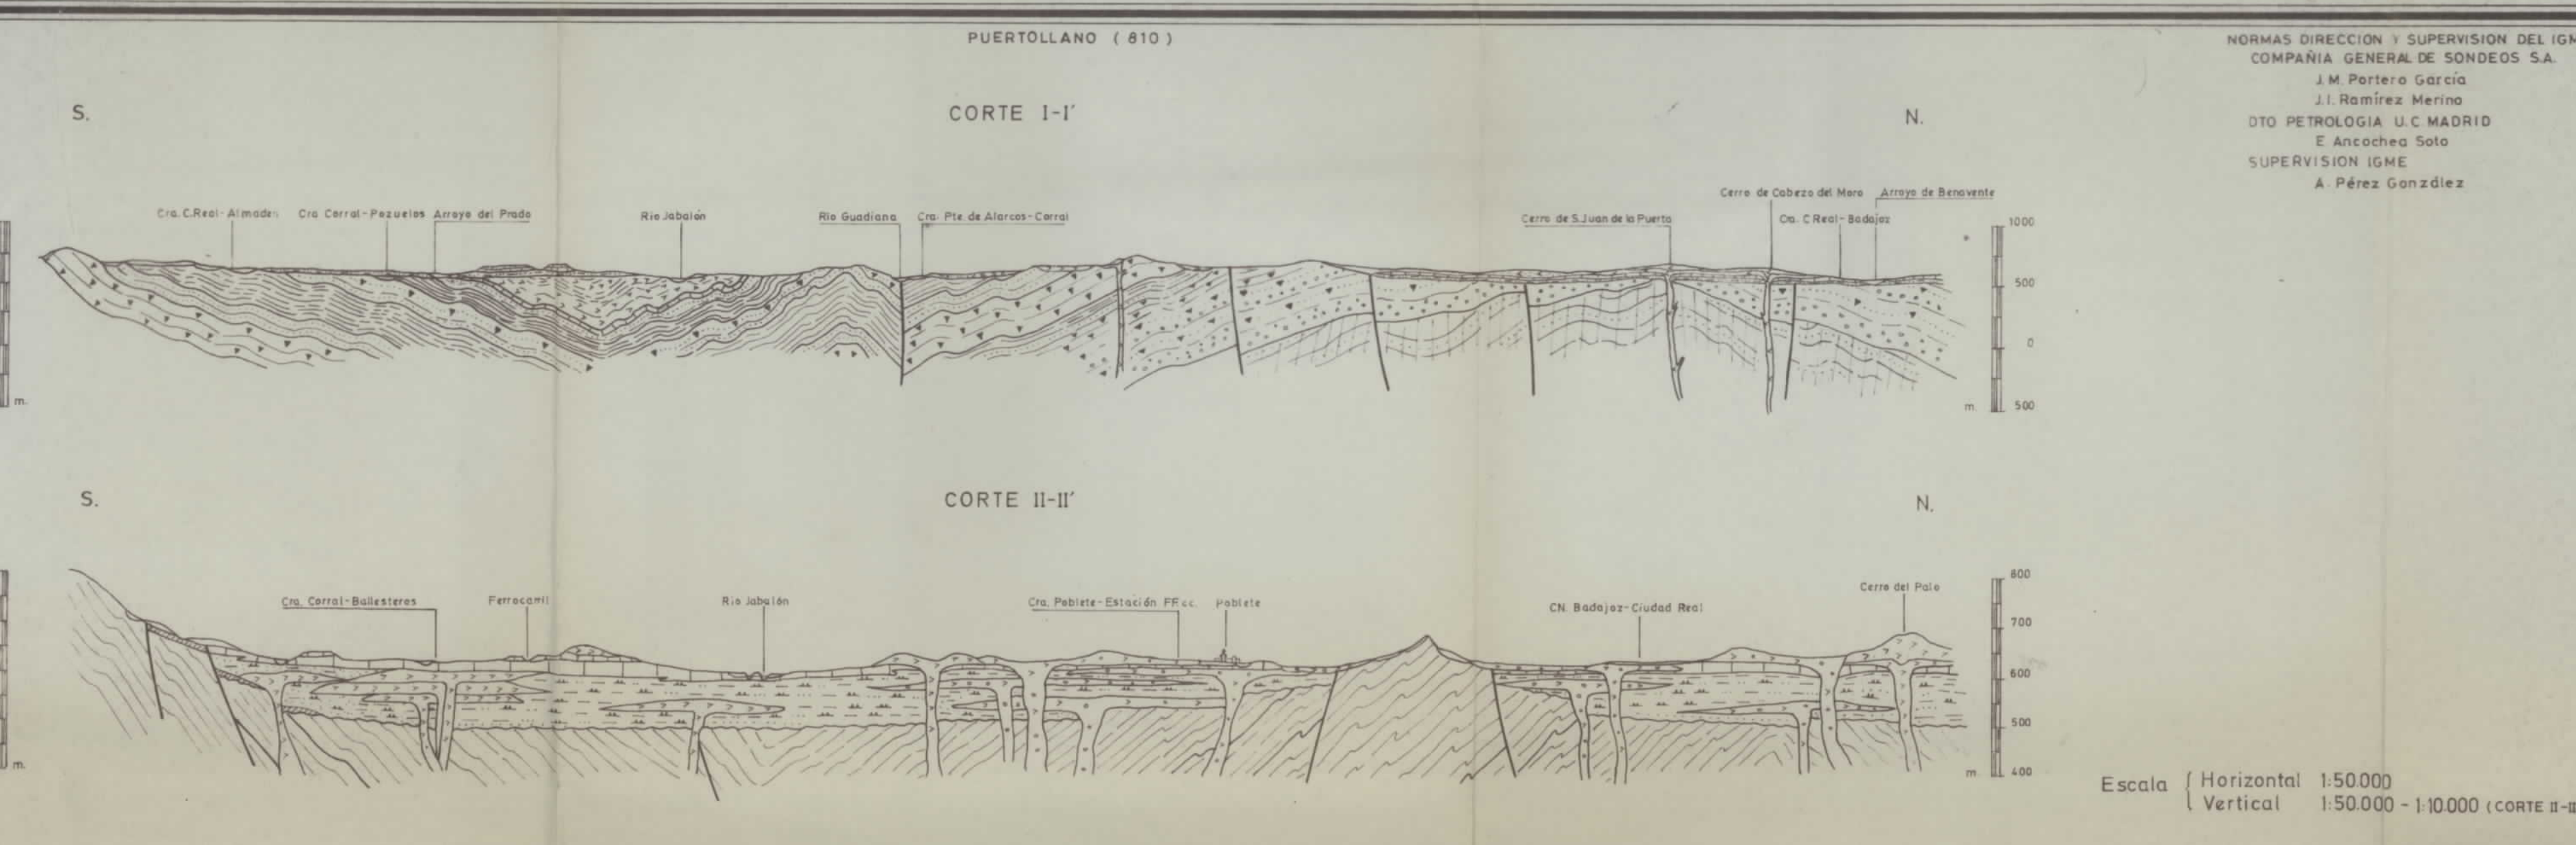 PUERTOLLANO ( 810 )
NORMAS DIRECCION Y SUPERVISION DEL IGM
COMPAÑIA GENERAL DE SONDEOS S.A.
J.M. Portero García
J.I. Ramírez Merino
DTO PETROLOGIA U.C MADRID
E Ancochea Soto
SUPERVISION IGME
A. Pérez González
S.
CORTE I-I'
N.
Cra. C.Real-Almaden
Cra Corral-Pozuelos
Arroyo del Prado
Rio Jabalón
Rio Guadiana
Cra. Pte. de Alarcos-Corral
Cerro de S.Juan de la Puerta
Cerro de Cabezo del Moro
Arroyo de Benavente
Cra. C Real-Badajoz
1000
500
0
m.
m.
500
S.
CORTE II-II'
N.
Cra. Corral-Ballesteros
Ferrocarril
Rio Jabalón
Cra. Poblete-Estación FF.cc.
Poblete
CN. Badajoz-Ciudad Real
Cerro del Palo
800
700
600
500
m.
m
400
Escala
Horizontal 1:50.000
Vertical 1:50.000 - 1:10.000 (CORTE II-II